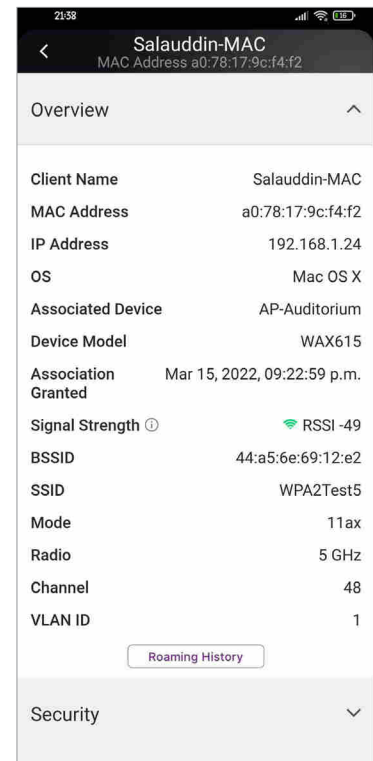 21:38
16
Salauddin-MAC
MAC Address a0:78:17:9c:f4:f2
Overview
Client Name Salauddin-MAC
MAC Address a0:78:17:9c:f4:f2
IP Address 192.168.1.24
OS Mac OS X
Associated Device AP-Auditorium
Device Model WAX615
Association Granted Mar 15, 2022, 09:22:59 p.m.
Signal Strength RSSI -49
BSSID 44:a5:6e:69:12:e2
SSID WPA2Test5
Mode 11ax
Radio 5 GHz
Channel 48
VLAN ID 1
Roaming History
Security